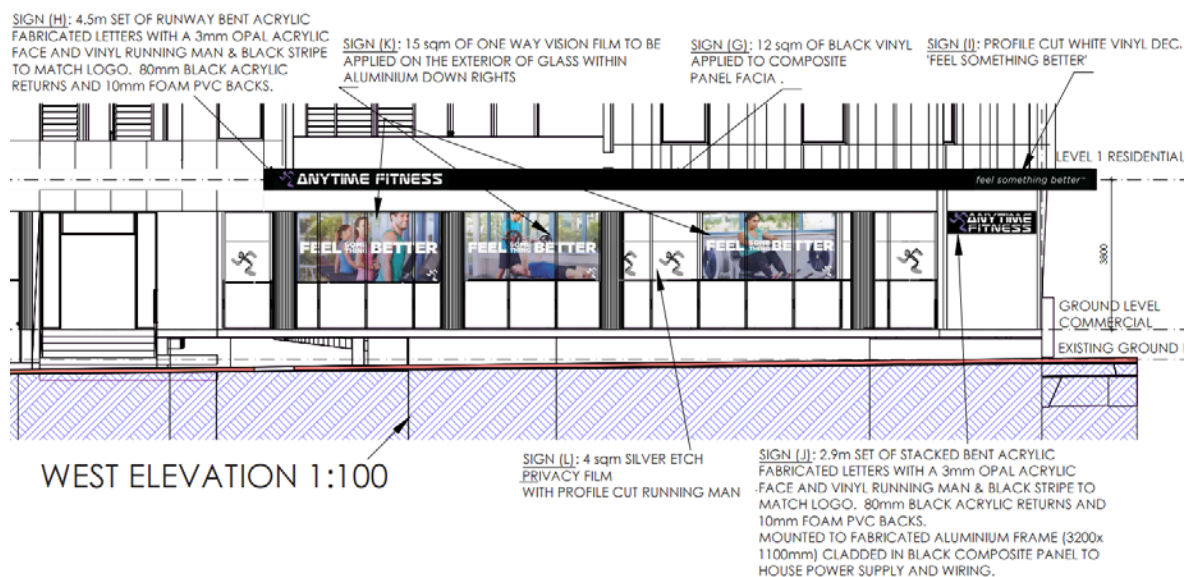 SIGN (H): 4.5m SET OF RUNWAY BENT ACRYLIC
FABRICATED LETTERS WITH A 3mm OPAL ACRYLIC
FACE AND VINYL RUNNING MAN & BLACK STRIPE
TO MATCH LOGO. 80mm BLACK ACRYLIC
RETURNS AND 10mm FOAM PVC BACKS.
SIGN (K): 15 sqm OF ONE WAY VISION FILM TO BE
APPLIED ON THE EXTERIOR OF GLASS WITHIN
ALUMINIUM DOWN RIGHTS
SIGN (G): 12 sqm OF BLACK VINYL
APPLIED TO COMPOSITE
PANEL FACIA .
SIGN (I): PROFILE CUT WHITE VINYL DEC.
'FEEL SOMETHING BETTER'
LEVEL 1 RESIDENTIAL
ANYTIME FITNESS
feel something better™
FEEL SOME THING BETTER
FEEL SOME THING BETTER
FEEL SOME THING BETTER
ANYTIME
FITNESS
3800
GROUND LEVEL
COMMERCIAL
EXISTING GROUND
WEST ELEVATION 1:100
SIGN (L): 4 sqm SILVER ETCH
PRIVACY FILM
WITH PROFILE CUT RUNNING MAN
SIGN (J): 2.9m SET OF STACKED BENT ACRYLIC
FABRICATED LETTERS WITH A 3mm OPAL ACRYLIC
FACE AND VINYL RUNNING MAN & BLACK STRIPE TO
MATCH LOGO. 80mm BLACK ACRYLIC RETURNS AND
10mm FOAM PVC BACKS.
MOUNTED TO FABRICATED ALUMINIUM FRAME (3200x
1100mm) CLADDED IN BLACK COMPOSITE PANEL TO
HOUSE POWER SUPPLY AND WIRING.